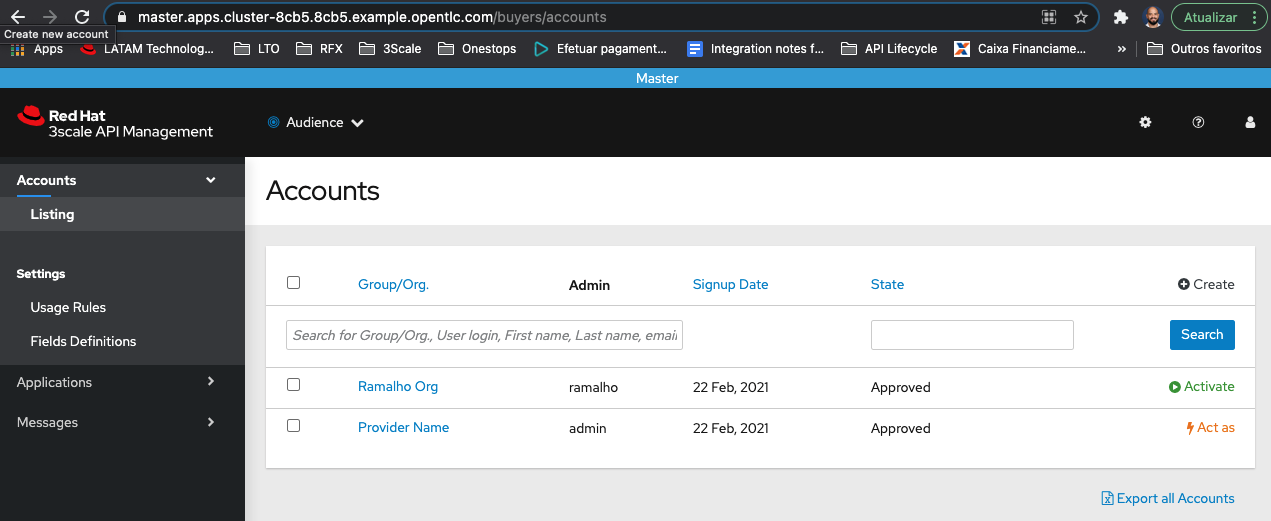 master.apps.cluster-8cb5.8cb5.example.opentlc.com/buyers/accounts
Atualizar
Create new account
Apps
LATAM Technolog...
LTO
RFX
3Scale
Onestops
Efetuar pagament...
Integration notes f...
API Lifecycle
Caixa Financiame...
»
Outros favoritos
Master
Red Hat
3scale API Management
Audience
Accounts
Listing
Settings
Usage Rules
Fields Definitions
Applications
Messages
Accounts
Group/Org. Admin Signup Date State Create
Search for Group/Org., User login, First name, Last name, email
Search
Ramalho Org ramalho 22 Feb, 2021 Approved Activate
Provider Name admin 22 Feb, 2021 Approved Act as
Export all Accounts